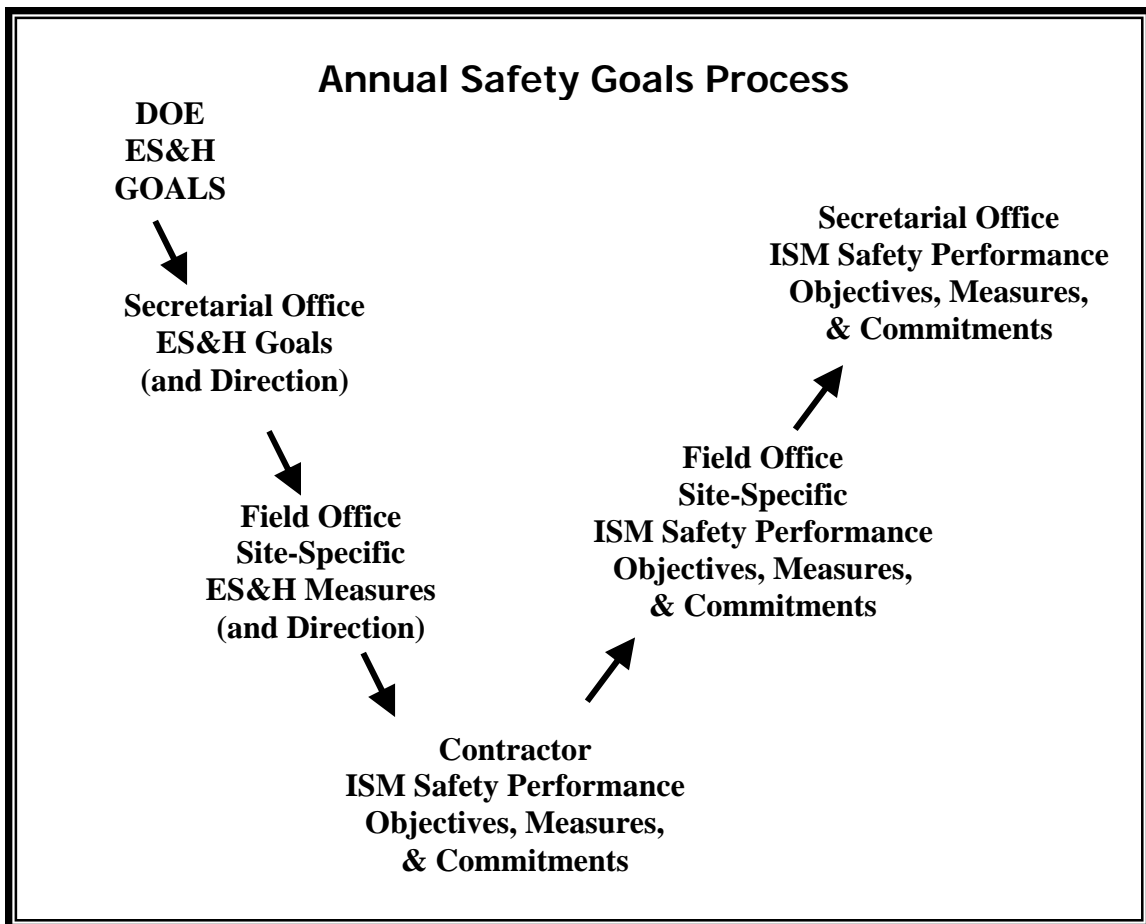 Annual Safety Goals Process
DOE
ES&H
GOALS
Secretarial Office
ES&H Goals
(and Direction)
Field Office
Site-Specific
ES&H Measures
(and Direction)
Contractor
ISM Safety Performance
Objectives, Measures,
& Commitments
Field Office
Site-Specific
ISM Safety Performance
Objectives, Measures,
& Commitments
Secretarial Office
ISM Safety Performance
Objectives, Measures,
& Commitments